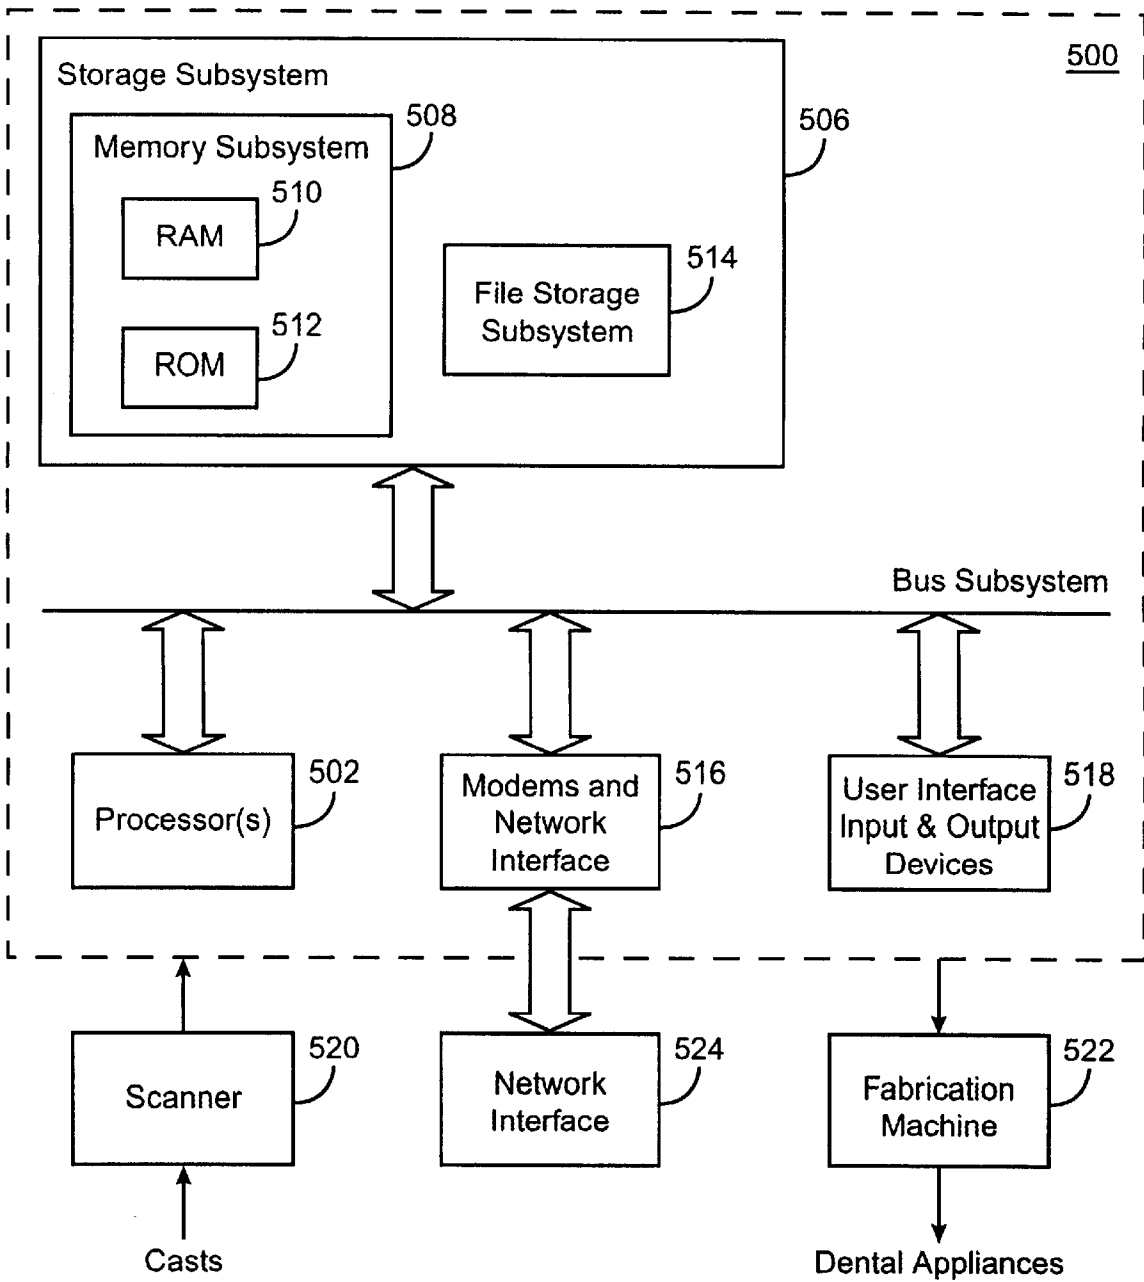 500
Storage Subsystem
508
506
Memory Subsystem
510
RAM
514
File Storage
Subsystem
512
ROM
Bus Subsystem
502
Processor(s)
516
Modems and
Network
Interface
518
User Interface
Input & Output
Devices
520
Scanner
524
Network
Interface
522
Fabrication
Machine
Casts
Dental Appliances